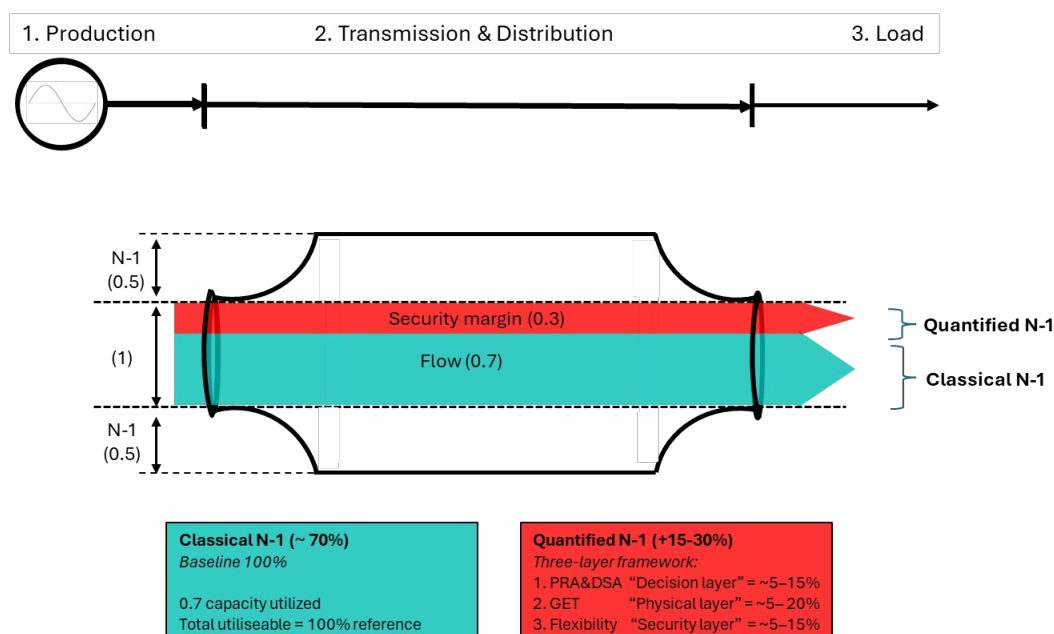 1. Production 2. Transmission & Distribution 3. Load
N-1
(0.5)
Security margin (0.3)
Quantified N-1
(1)
Flow (0.7)
Classical N-1
N-1
(0.5)
Classical N-1 (~ 70%)
Baseline 100%
0.7 capacity utilized
Total utiliseable = 100% reference
Quantified N-1 (+15-30%)
Three-layer framework:
1. PRA&DSA “Decision layer” = ~5–15%
2. GET “Physical layer” = ~5– 20%
3. Flexibility “Security layer” = ~5–15%